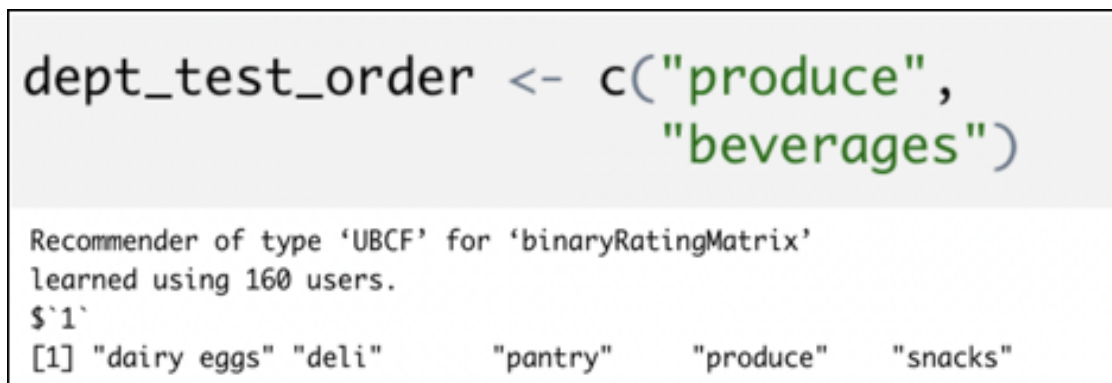 dept_test_order <- c("produce",
"beverages")
Recommender of type ‘UBCF’ for ‘binaryRatingMatrix’
learned using 160 users.
$`1`
[1] "dairy eggs" "deli" "pantry" "produce" "snacks"